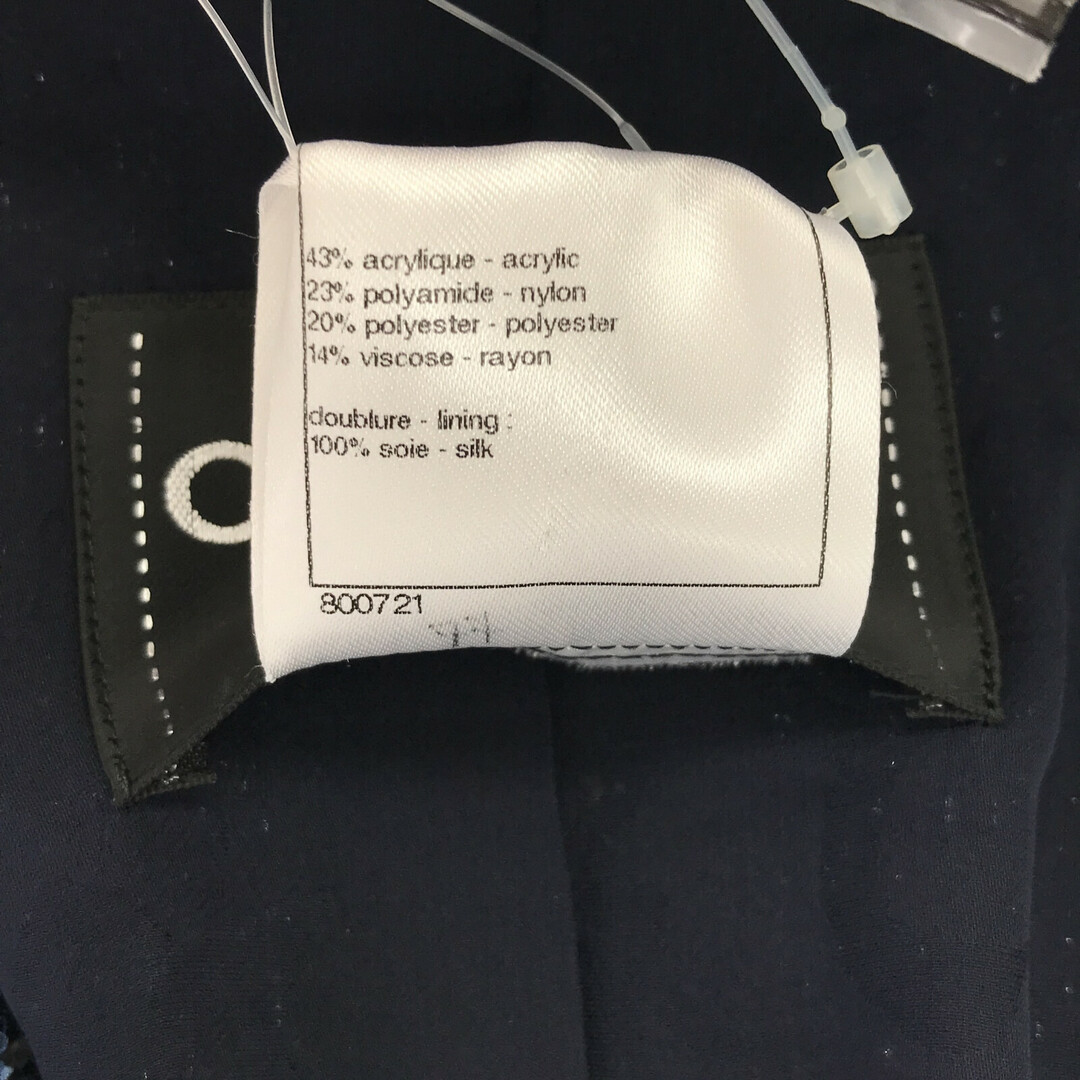 43% acrylique - acrylic
23% polyamide - nylon
20% polyester - polyester
14% viscose - rayon
doublure - lining :
100% soie - silk
800721